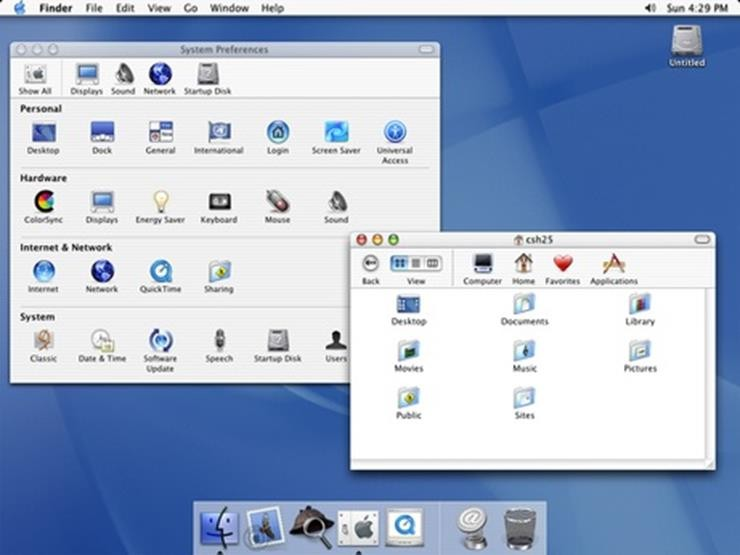 Finder File Edit View Go Window Help Sun 4:29 PM
Untitled
System Preferences
Show All Displays Sound Network Startup Disk
Personal
Desktop Dock General International Login Screen Saver Universal Access
Hardware
ColorSync Displays Energy Saver Keyboard Mouse Sound
Internet & Network
Internet Network QuickTime Sharing
System
Classic Date & Time Software Update Speech Startup Disk Users
csh25
Back View Computer Home Favorites Applications
Desktop Documents Library
Movies Music Pictures
Public Sites